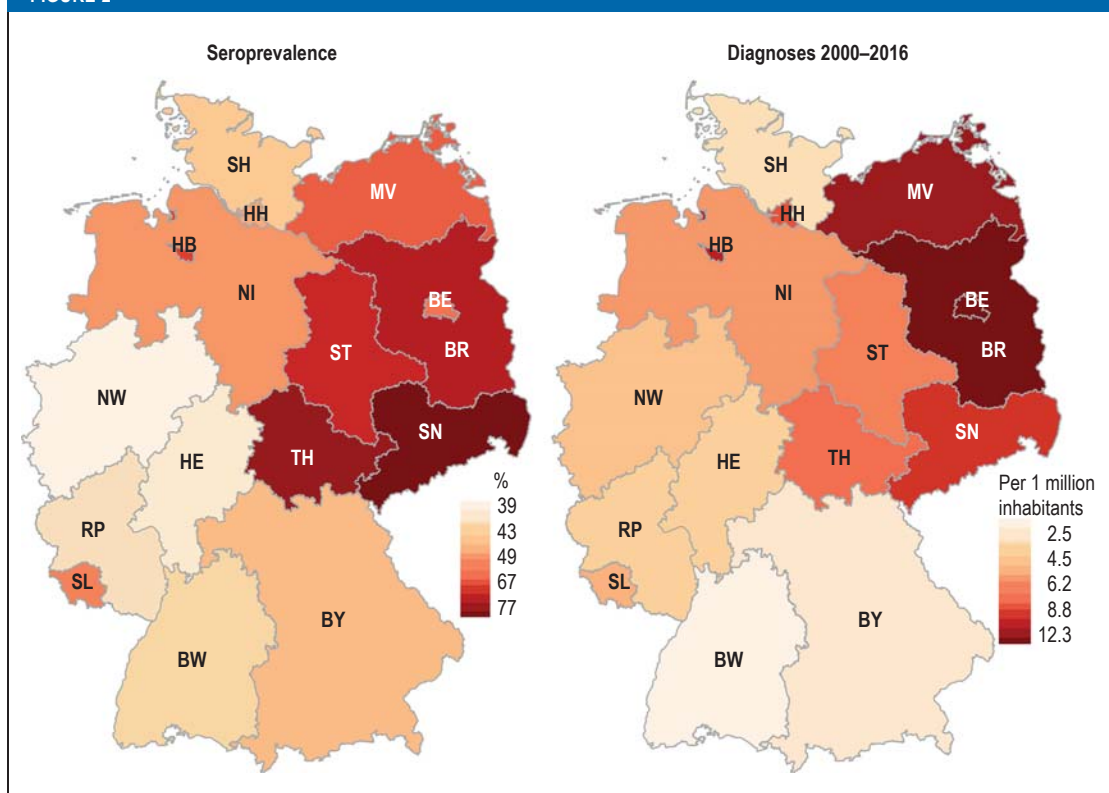 Seroprevalence
SH
MV
HH
HB
NI
BE
ST
BR
NW
SN
TH
HE
RP
SL
BY
BW
%
39
43
49
67
77
Diagnoses 2000–2016
SH
MV
HH
HB
NI
BE
ST
BR
NW
SN
HE
TH
RP
SL
BY
BW
Per 1 million
inhabitants
2.5
4.5
6.2
8.8
12.3